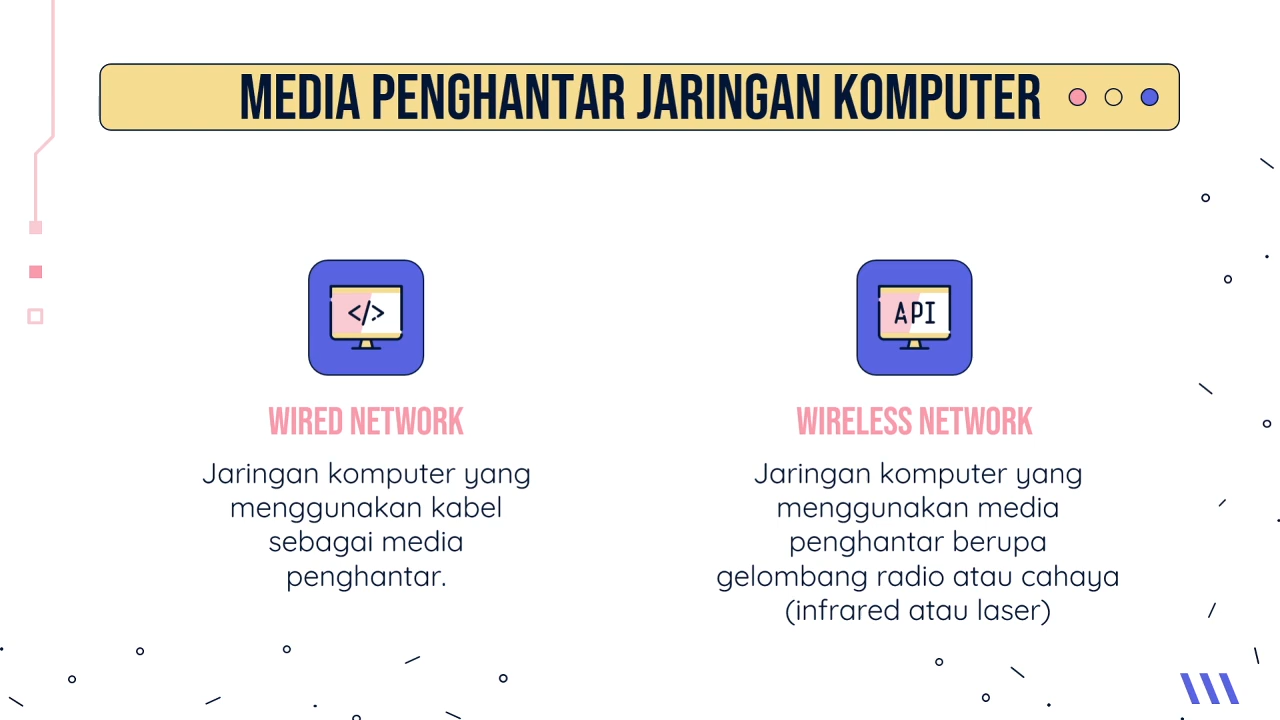 MEDIA PENGHANTAR JARINGAN KOMPUTER
</>
WIRED NETWORK
Jaringan komputer yang
menggunakan kabel
sebagai media
penghantar.
API
WIRELESS NETWORK
Jaringan komputer yang
menggunakan media
penghantar berupa
gelombang radio atau cahaya
(infrared atau laser)